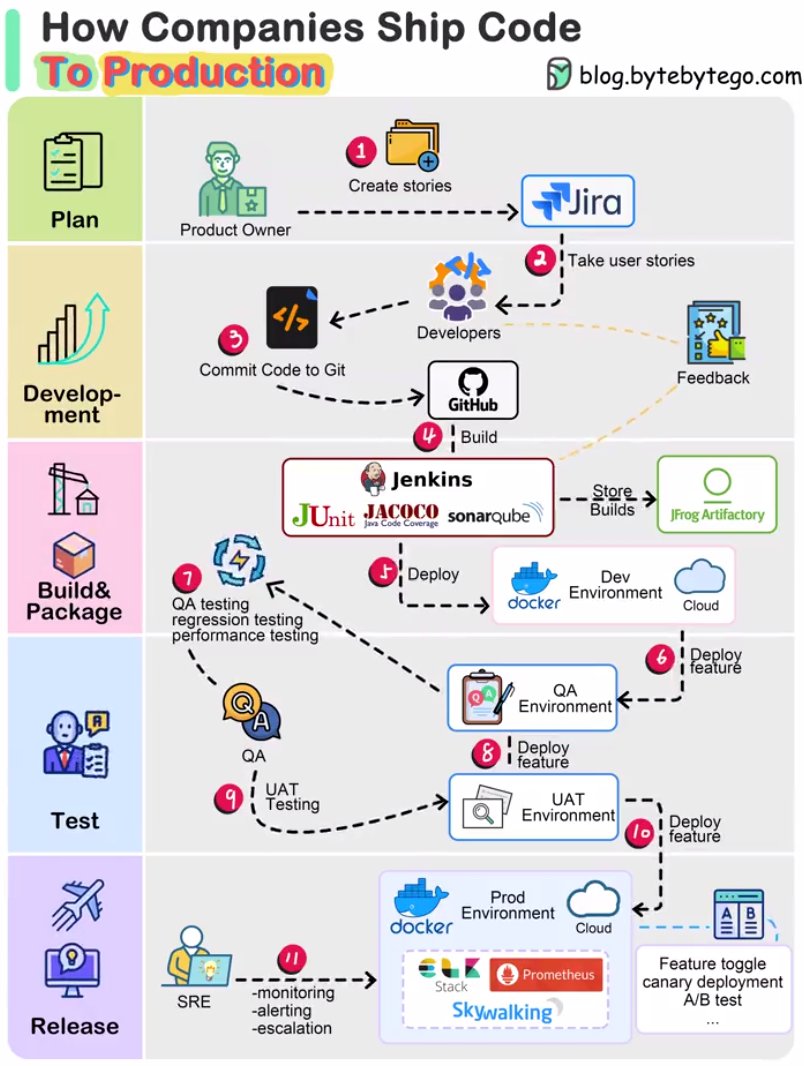 How Companies Ship Code
To Production
blog.bytebytego.com
Plan
Product Owner
1
Create stories
Jira
2
Take user stories
Develop-
ment
Developers
3
Commit Code to Git
GitHub
Feedback
4
Build
Build&
Package
Jenkins
JUnit
JACOCO
Java Code Coverage
sonarqube
Store
Builds
JFrog Artifactory
5
Deploy
docker
Dev
Environment
Cloud
7
QA testing
regression testing
performance testing
6
Deploy
feature
Test
QA
QA
Environment
Q
A
QA
8
Deploy
feature
9
UAT
Testing
UAT
Environment
10
Deploy
feature
Release
SRE
11
-monitoring
-alerting
-escalation
docker
Prod
Environment
Cloud
ELK
Stack
Prometheus
Skywalking
A B
Feature toggle
canary deployment
A/B test
...